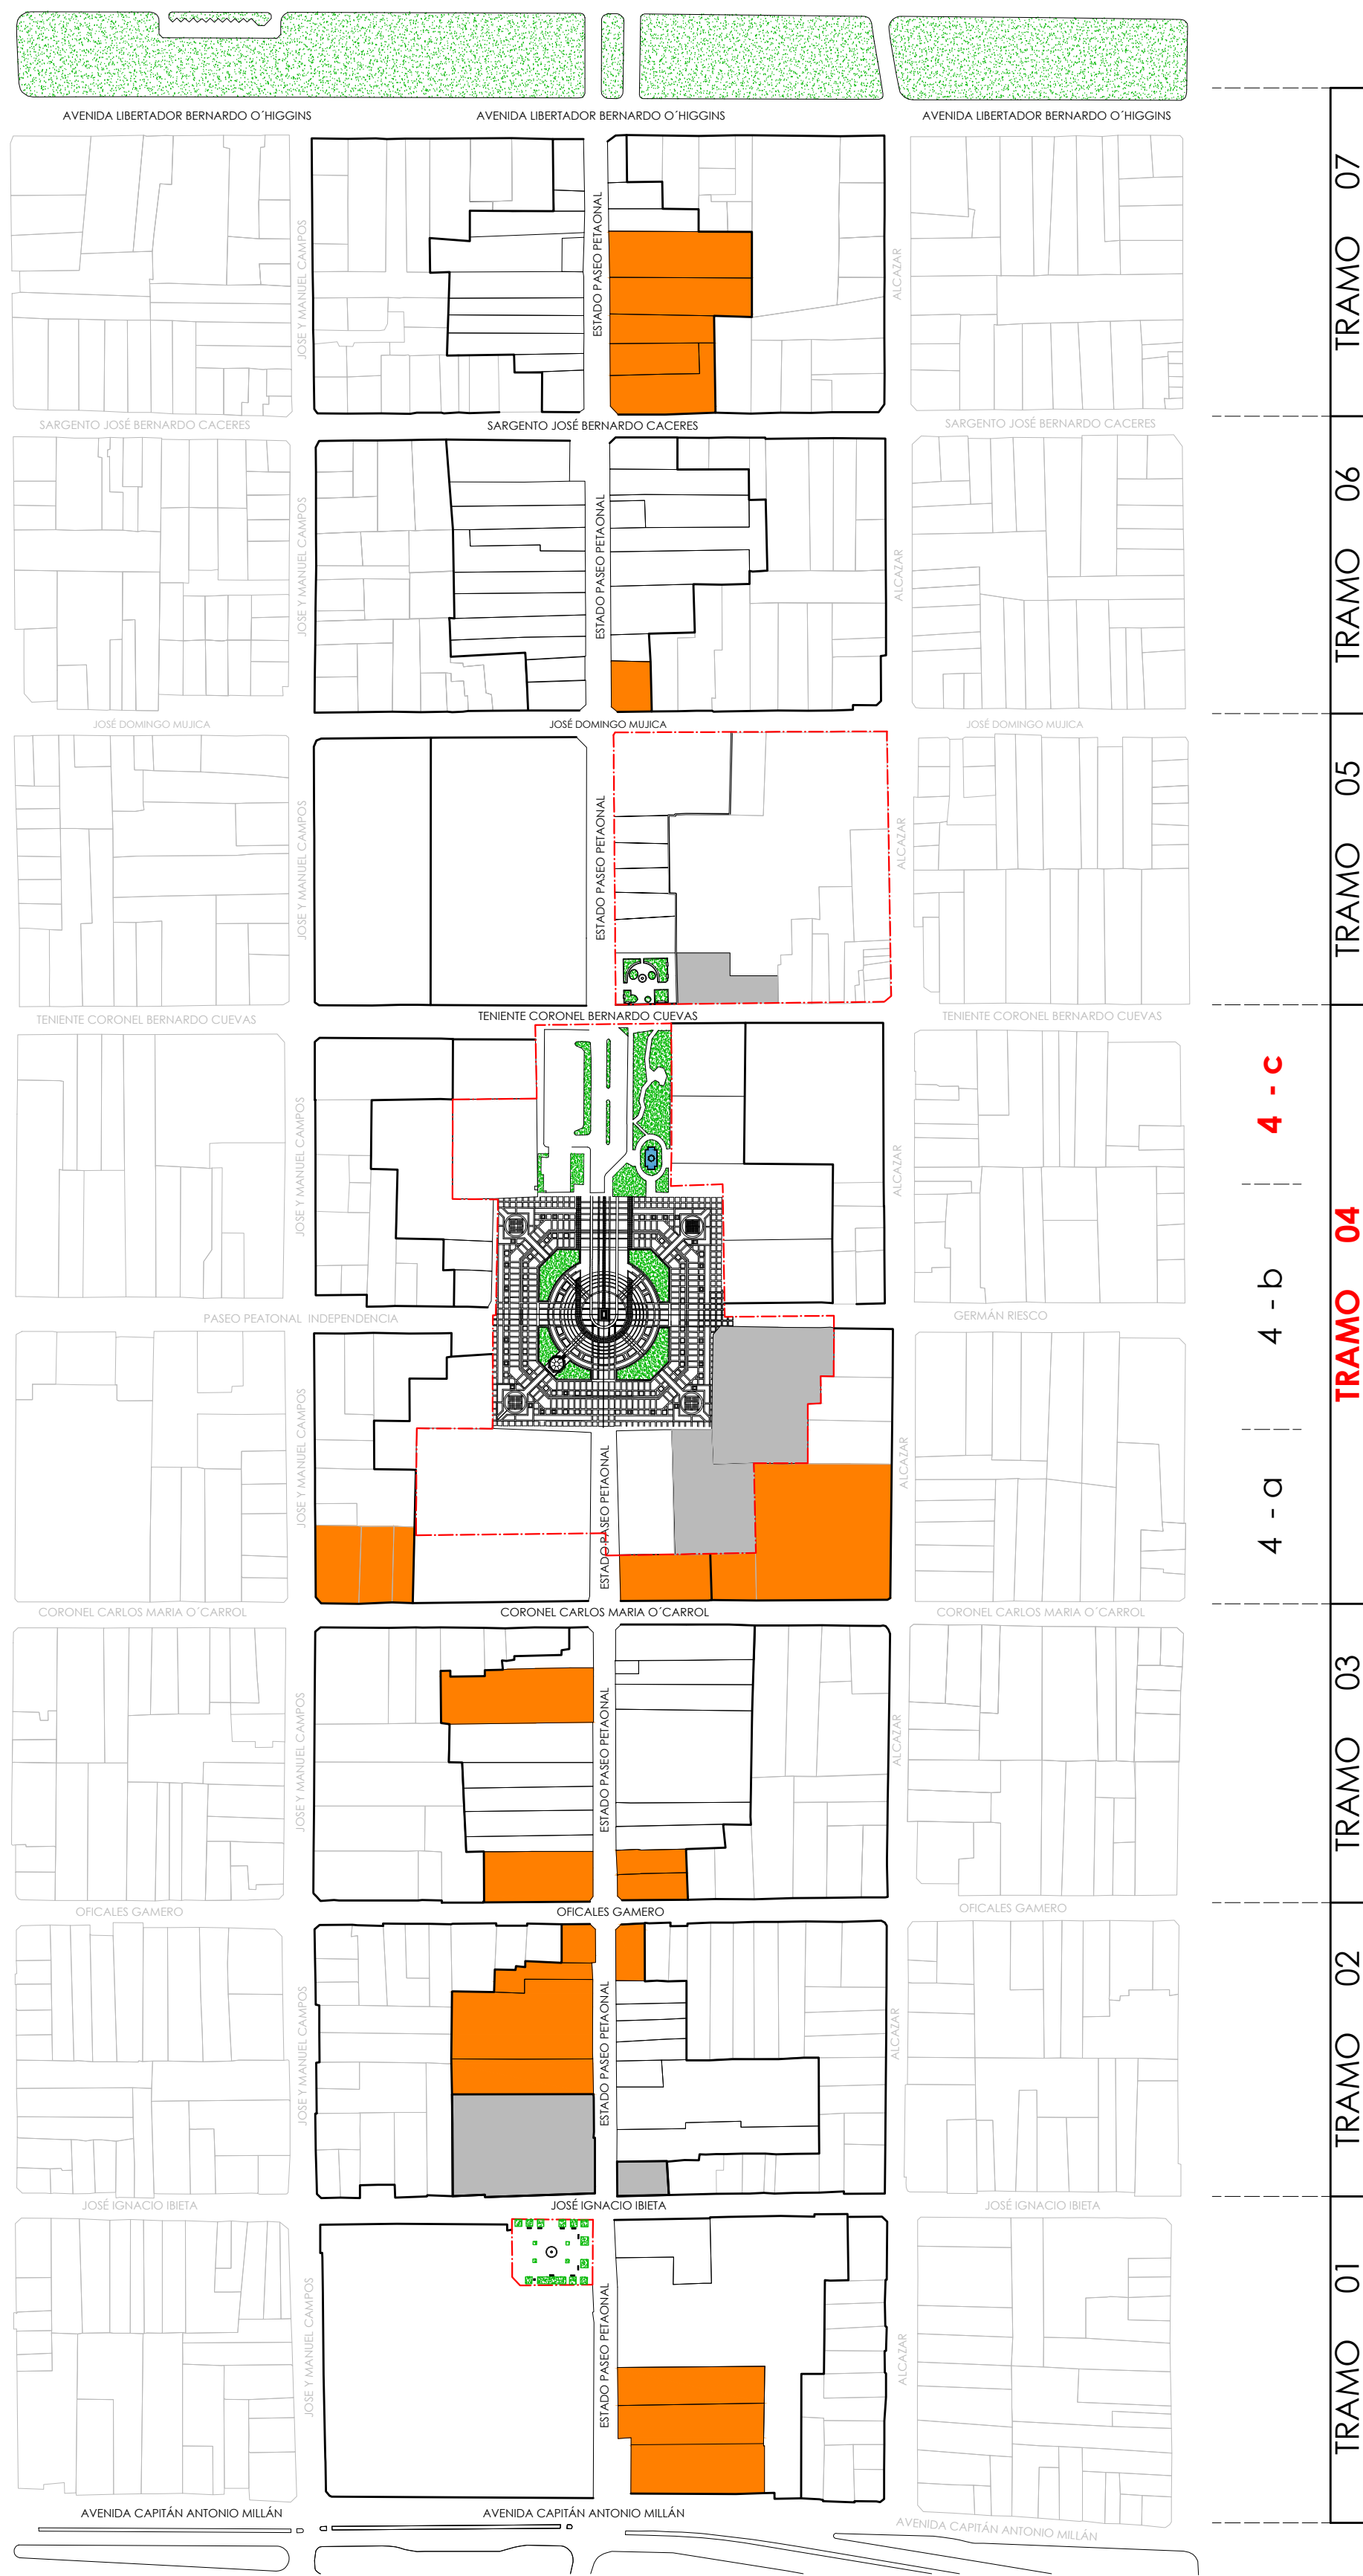 AVENIDA LIBERTADOR BERNARDO O´HIGGINS
AVENIDA LIBERTADOR BERNARDO O´HIGGINS
AVENIDA LIBERTADOR BERNARDO O´HIGGINS
JOSE Y MANUEL CAMPOS
ESTADO PASEO PETAONAL
ALCAZAR
TRAMO 07
SARGENTO JOSÉ BERNARDO CACERES
SARGENTO JOSÉ BERNARDO CACERES
SARGENTO JOSÉ BERNARDO CACERES
JOSE Y MANUEL CAMPOS
ESTADO PASEO PETAONAL
ALCAZAR
TRAMO 06
JOSÉ DOMINGO MUJICA
JOSÉ DOMINGO MUJICA
JOSÉ DOMINGO MUJICA
JOSE Y MANUEL CAMPOS
ESTADO PASEO PETAONAL
ALCAZAR
TRAMO 05
TENIENTE CORONEL BERNARDO CUEVAS
TENIENTE CORONEL BERNARDO CUEVAS
TENIENTE CORONEL BERNARDO CUEVAS
JOSE Y MANUEL CAMPOS
ALCAZAR
4 - c
4 - b
TRAMO 04
PASEO PEATONAL INDEPENDENCIA
GERMÁN RIESCO
JOSE Y MANUEL CAMPOS
ESTADO PASEO PETAONAL
ALCAZAR
4 - a
CORONEL CARLOS MARIA O´CARROL
CORONEL CARLOS MARIA O´CARROL
CORONEL CARLOS MARIA O´CARROL
JOSE Y MANUEL CAMPOS
ESTADO PASEO PETAONAL
ALCAZAR
TRAMO 03
OFICALES GAMERO
OFICALES GAMERO
OFICALES GAMERO
JOSE Y MANUEL CAMPOS
ESTADO PASEO PETAONAL
ALCAZAR
TRAMO 02
JOSÉ IGNACIO IBIETA
JOSÉ IGNACIO IBIETA
JOSÉ IGNACIO IBIETA
JOSE Y MANUEL CAMPOS
ESTADO PASEO PETAONAL
ALCAZAR
TRAMO 01
AVENIDA CAPITÁN ANTONIO MILLÁN
AVENIDA CAPITÁN ANTONIO MILLÁN
AVENIDA CAPITÁN ANTONIO MILLÁN